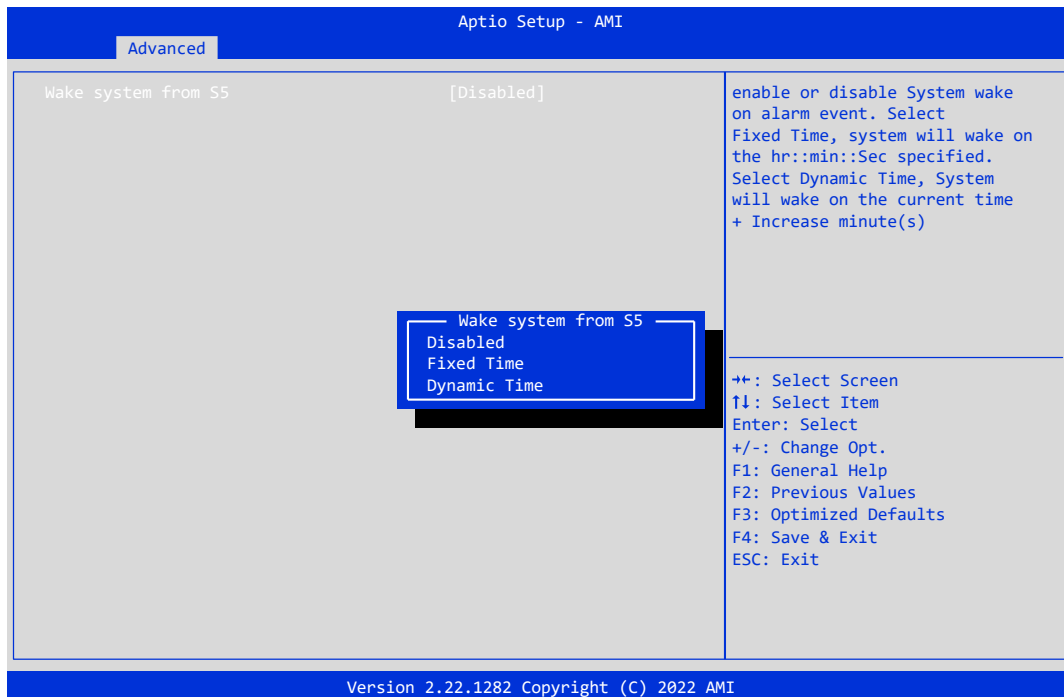 Aptio Setup - AMI
Advanced
Wake system from S5 [Disabled]
enable or disable System wake
on alarm event. Select
Fixed Time, system will wake on
the hr::min::Sec specified.
Select Dynamic Time, System
will wake on the current time
+ Increase minute(s)
Wake system from S5
Disabled
Fixed Time
Dynamic Time
→←: Select Screen
↑↓: Select Item
Enter: Select
+/-: Change Opt.
F1: General Help
F2: Previous Values
F3: Optimized Defaults
F4: Save & Exit
ESC: Exit
Version 2.22.1282 Copyright (C) 2022 AMI